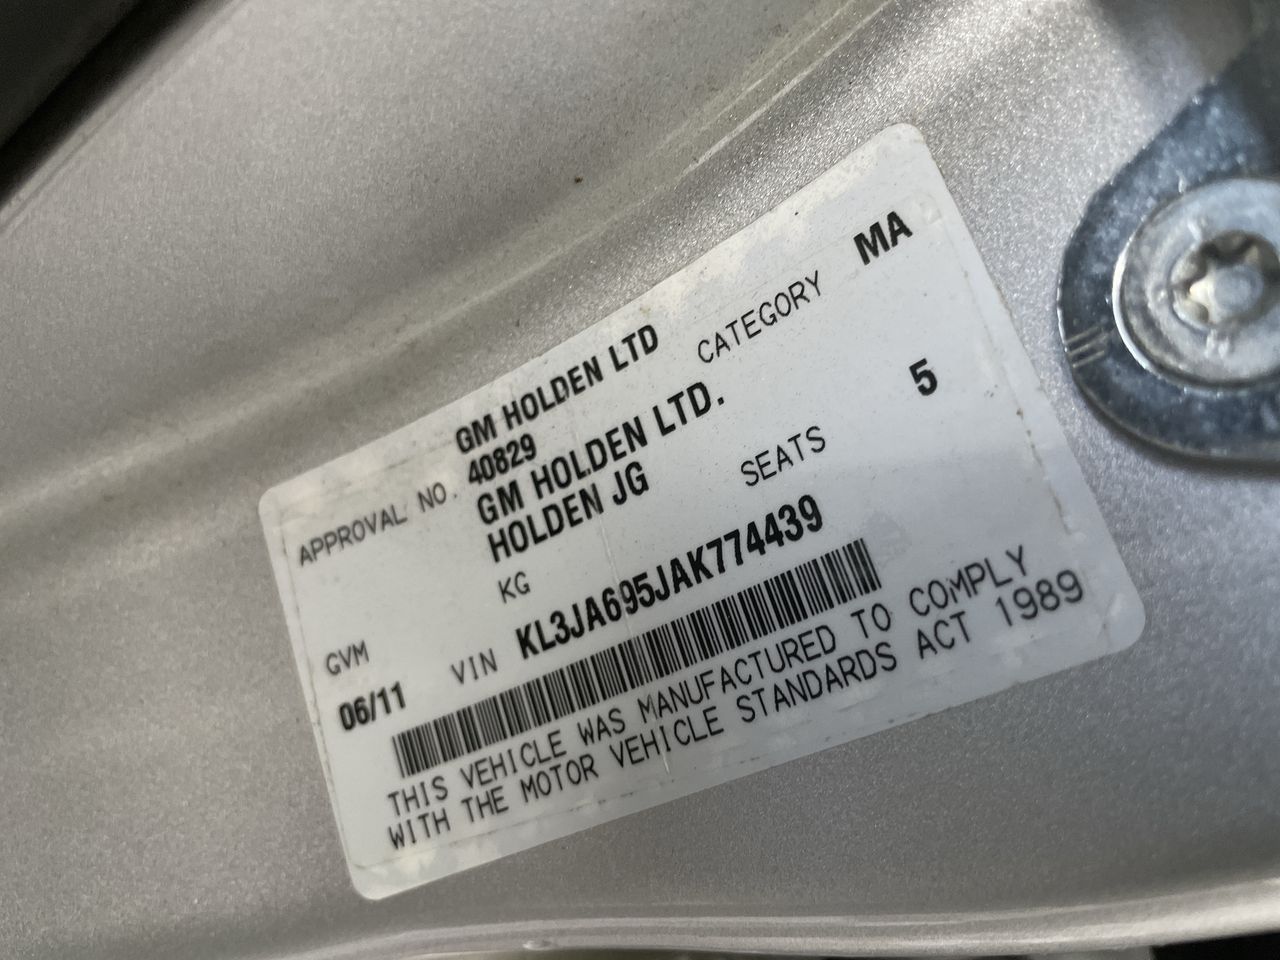 GM HOLDEN LTD
APPROVAL NO. 40829 CATEGORY MA
GM HOLDEN LTD.
HOLDEN JG SEATS 5
GVM KG
06/11 VIN KL3JA695JAK774439
THIS VEHICLE WAS MANUFACTURED TO COMPLY
WITH THE MOTOR VEHICLE STANDARDS ACT 1989